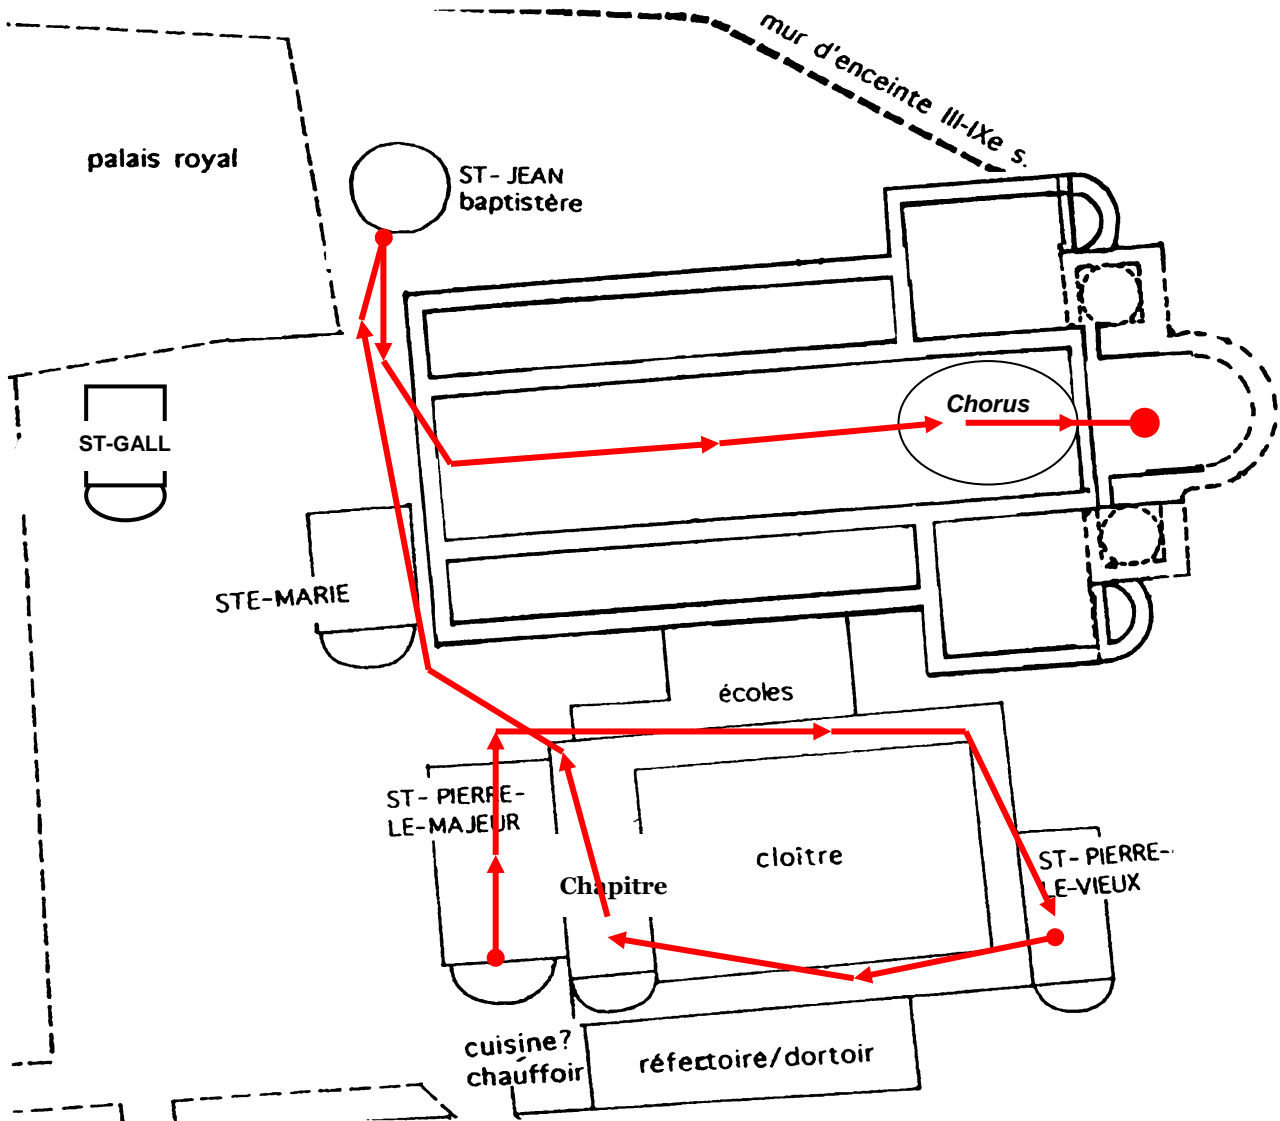 mur d'enceinte III-IXe s.
palais royal
ST-JEAN
baptistère
Chorus
ST-GALL
STE-MARIE
écoles
ST-PIERRE-
LE-MAJEUR
cloître
ST-PIERRE-
LE-VIEUX
Chapitre
cuisine?
chauffoir
réfectoire/dortoir